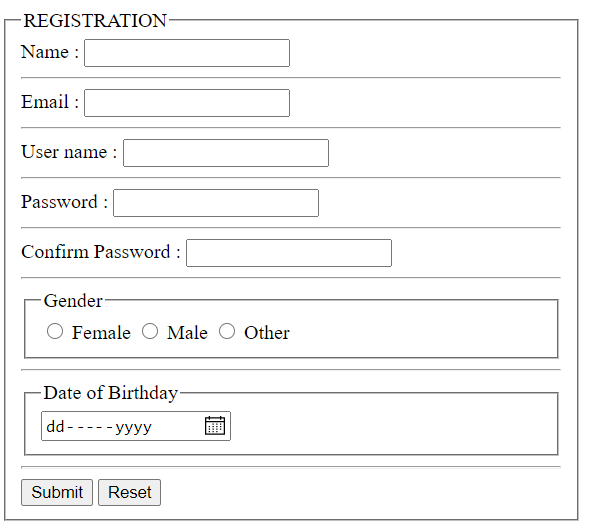 REGISTRATION
Name :
Email :
User name :
Password :
Confirm Password :
Gender
Female Male Other
Date of Birthday
dd-----yyyy
Submit Reset